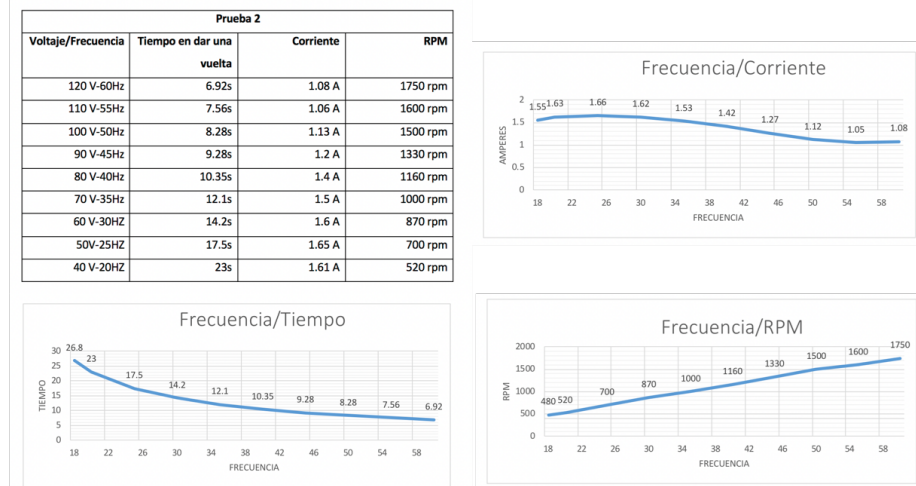 Prueba 2
Voltaje/Frecuencia Tiempo en dar una vuelta Corriente RPM
120 V-60Hz 6.92s 1.08 A 1750 rpm
110 V-55Hz 7.56s 1.06 A 1600 rpm
100 V-50Hz 8.28s 1.13 A 1500 rpm
90 V-45Hz 9.28s 1.2 A 1330 rpm
80 V-40Hz 10.35s 1.4 A 1160 rpm
70 V-35Hz 12.1s 1.5 A 1000 rpm
60 V-30HZ 14.2s 1.6 A 870 rpm
50V-25HZ 17.5s 1.65 A 700 rpm
40 V-20HZ 23s 1.61 A 520 rpm
Frecuencia/Corriente
AMPERES
2
1.5
1
0.5
0
1.55 1.63 1.66 1.62 1.53 1.42 1.27 1.12 1.05 1.08
18 22 26 30 34 38 42 46 50 54 58
FRECUENCIA
Frecuencia/Tiempo
TIEMPO
30
25
20
15
10
5
0
26.8 23 17.5 14.2 12.1 10.35 9.28 8.28 7.56 6.92
18 22 26 30 34 38 42 46 50 54 58
FRECUENCIA
Frecuencia/RPM
RPM
2000
1500
1000
500
0
480 520 700 870 1000 1160 1330 1500 1600 1750
18 22 26 30 34 38 42 46 50 54 58
FRECUENCIA